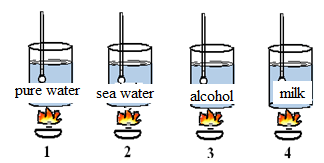 pure water
sea water
alcohol
milk
1
2
3
4